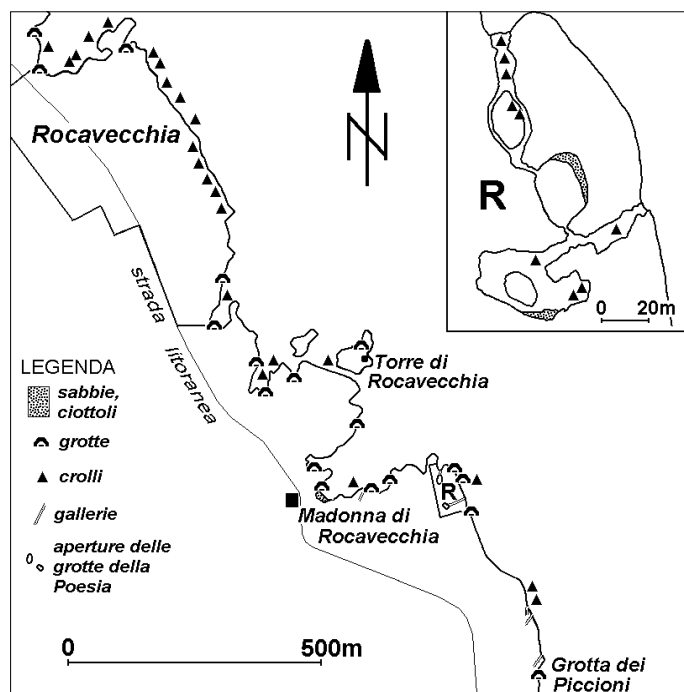 Rocavecchia
N
R
0 20m
strada
litoranea
LEGENDA
sabbie,
ciottoli
grotte
crolli
gallerie
aperture delle
grotte della
Poesia
Torre di
Rocavecchia
R
Madonna di
Rocavecchia
0 500m
Grotta dei
Piccioni